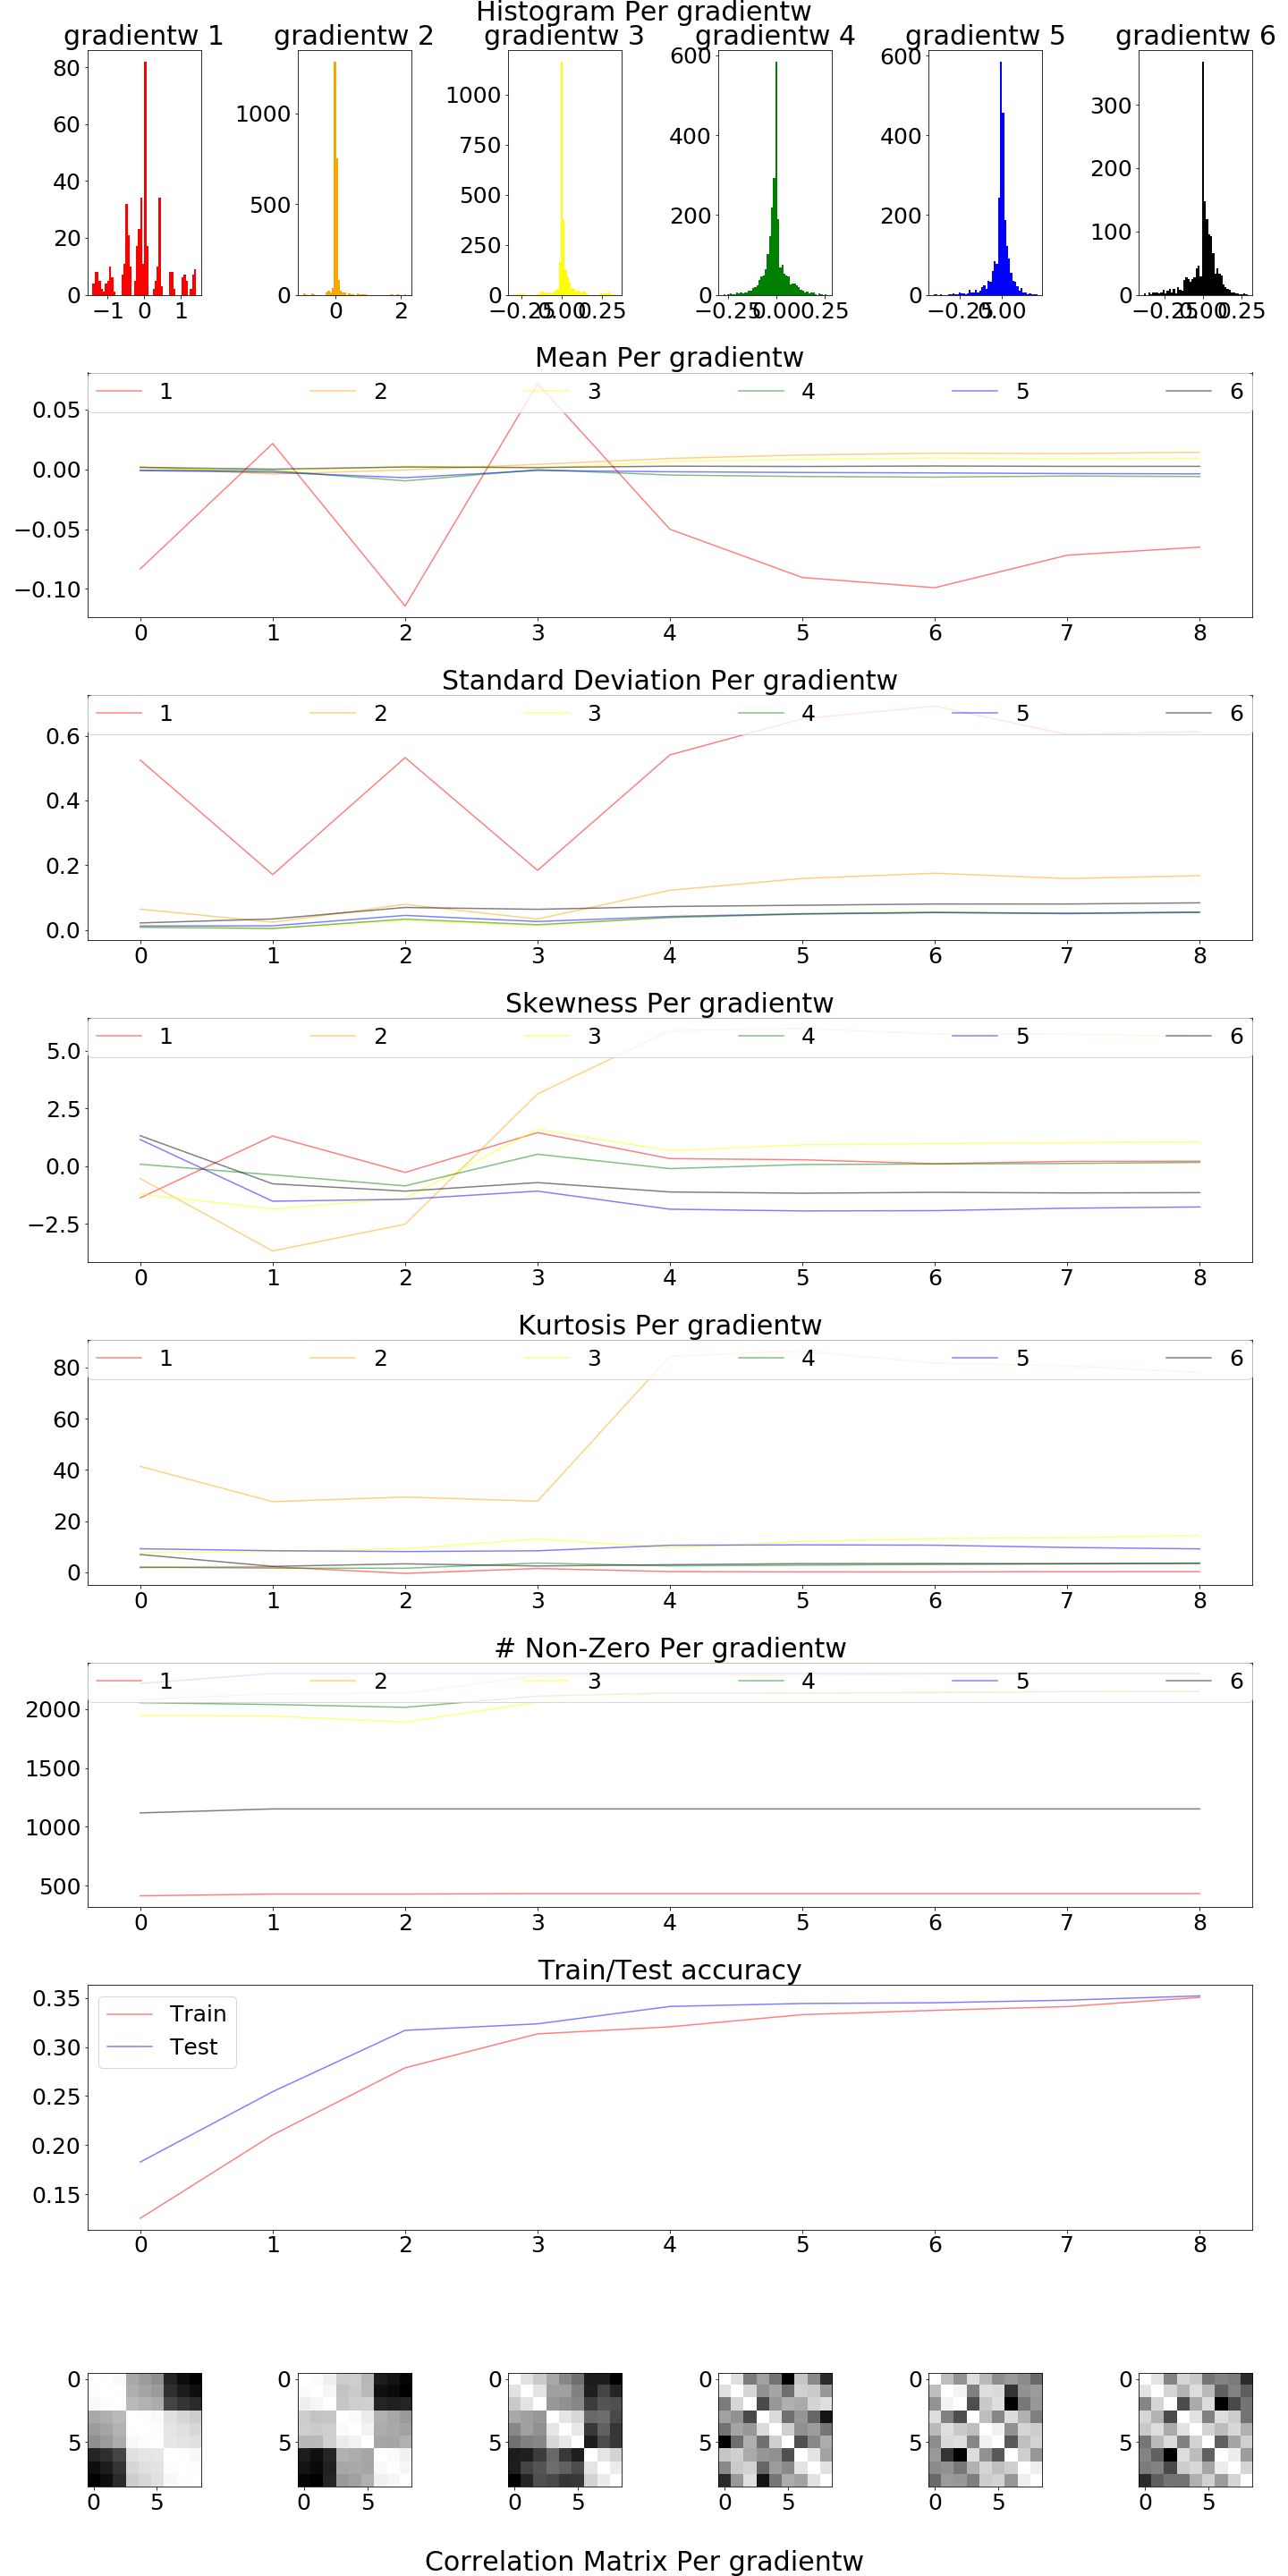 Histogram Per gradientw
gradientw 1 gradientw 2 gradientw 3 gradientw 4 gradientw 5 gradientw 6
80 60 40 20 0
−1 0 1
1000 500 0
0 2
1000 750 500 250 0
−0.25 0.00 0.25
600 400 200 0
−0.25 0.00 0.25
600 400 200 0
−0.25 0.00
300 200 100 0
−0.25 0.00 0.25
Mean Per gradientw
1 2 3 4 5 6
0.05
0.00
−0.05
−0.10
0 1 2 3 4 5 6 7 8
Standard Deviation Per gradientw
1 2 3 4 5 6
0.6
0.4
0.2
0.0
0 1 2 3 4 5 6 7 8
Skewness Per gradientw
1 2 3 4 5 6
5.0
2.5
0.0
−2.5
0 1 2 3 4 5 6 7 8
Kurtosis Per gradientw
1 2 3 4 5 6
80
60
40
20
0
0 1 2 3 4 5 6 7 8
# Non-Zero Per gradientw
1 2 3 4 5 6
2000
1500
1000
500
0 1 2 3 4 5 6 7 8
Train/Test accuracy
Train
Test
0.35
0.30
0.25
0.20
0.15
0 1 2 3 4 5 6 7 8
0 0 0 0 0 0
5 5 5 5 5 5
0 5 0 5 0 5 0 5 0 5 0 5
Correlation Matrix Per gradientw